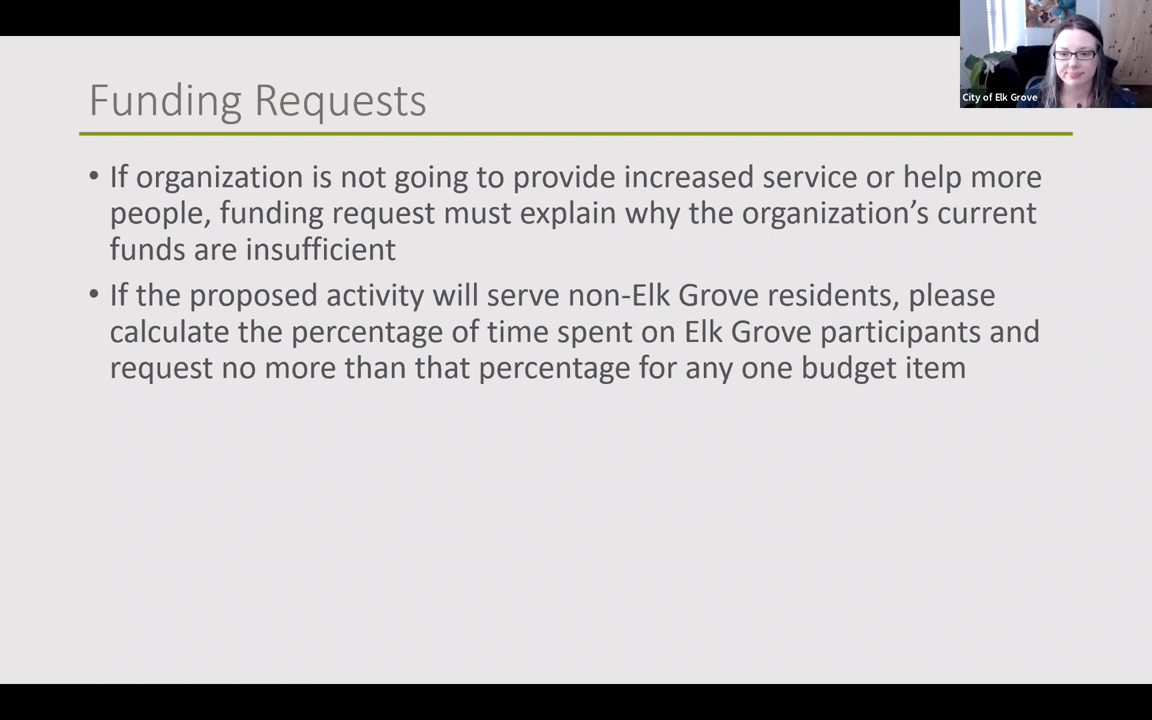 Funding Requests
City of Elk Grove
• If organization is not going to provide increased service or help more
people, funding request must explain why the organization’s current
funds are insufficient
• If the proposed activity will serve non-Elk Grove residents, please
calculate the percentage of time spent on Elk Grove participants and
request no more than that percentage for any one budget item